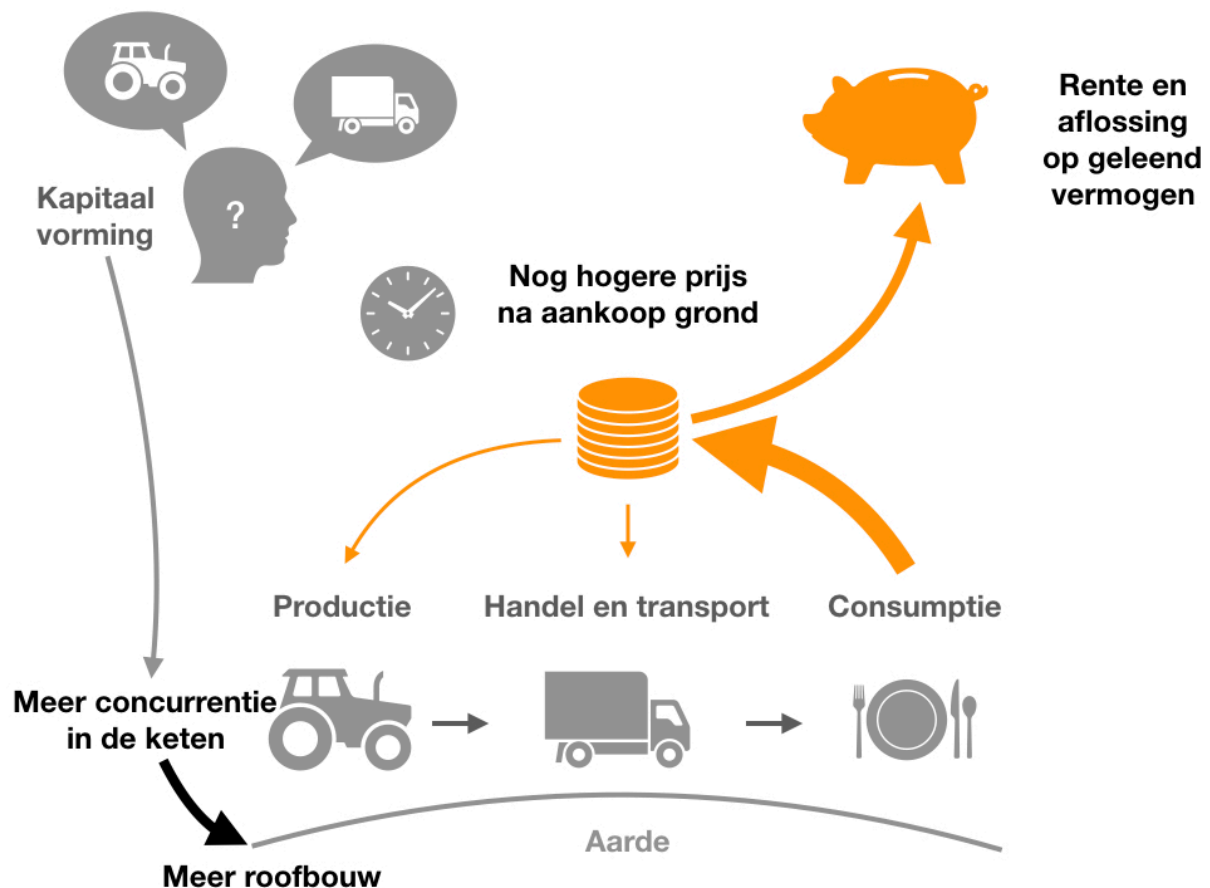 Rente en
aflossing
op geleend
vermogen
Kapitaal
vorming
?
Nog hogere prijs
na aankoop grond
Productie
Handel en transport
Consumptie
Meer concurrentie
in de keten
Aarde
Meer roofbouw